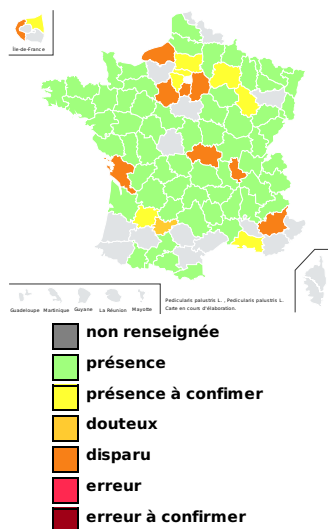 Ile-de-France
Guadeloupe Martinique Guyane La Réunion Mayotte
Pedicularis palustris L. , Pedicularis palustris L.
Carte en cours d'élaboration.
non renseignée
présence
présence à confimer
douteux
disparu
erreur
erreur à confirmer